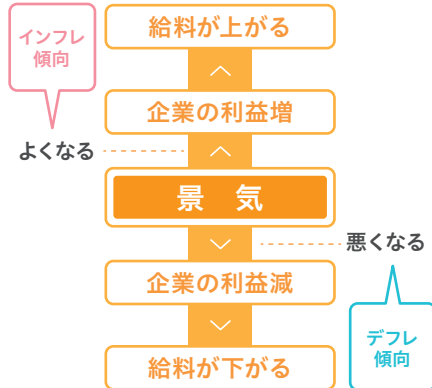 給料が上がる
インフレ
傾向
企業の利益増
よくなる
景 気
悪くなる
企業の利益減
デフレ
傾向
給料が下がる